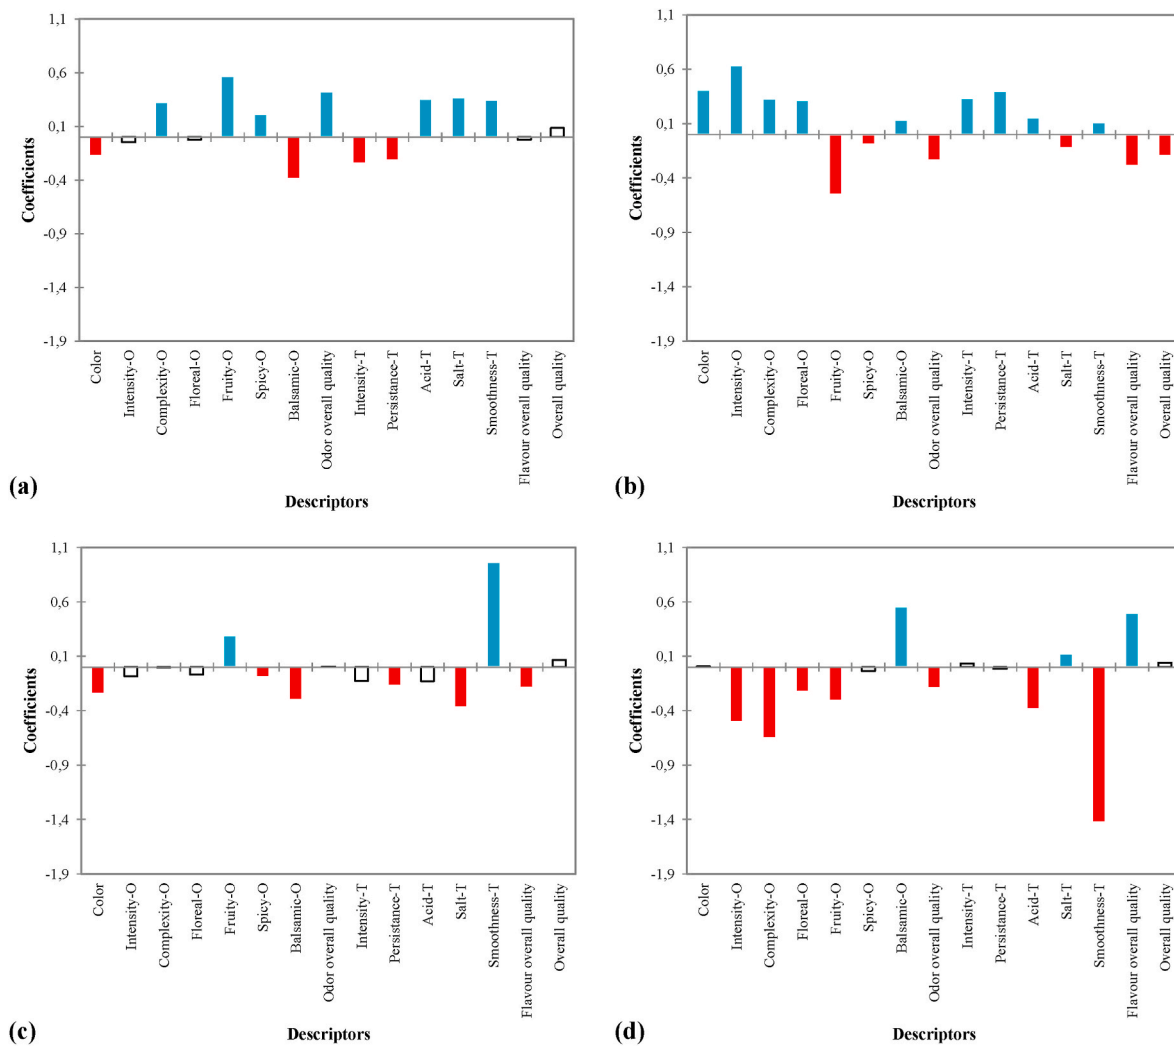 1,1
0,6
0,1
-0,4
-0,9
-1,4
-1,9
Coefficients
Color
Intensity-O
Complexity-O
Floreal-O
Fruity-O
Spicy-O
Balsamic-O
Odor overall quality
Intensity-T
Persistance-T
Acid-T
Salt-T
Smoothness-T
Flavour overall quality
Overall quality
(a)
Descriptors
1,1
0,6
0,1
-0,4
-0,9
-1,4
-1,9
Coefficients
Color
Intensity-O
Complexity-O
Floreal-O
Fruity-O
Spicy-O
Balsamic-O
Odor overall quality
Intensity-T
Persistance-T
Acid-T
Salt-T
Smoothness-T
Flavour overall quality
Overall quality
(b)
Descriptors
1,1
0,6
0,1
-0,4
-0,9
-1,4
-1,9
Coefficients
Color
Intensity-O
Complexity-O
Floreal-O
Fruity-O
Spicy-O
Balsamic-O
Odor overall quality
Intensity-T
Persistance-T
Acid-T
Salt-T
Smoothness-T
Flavour overall quality
Overall quality
(c)
Descriptors
1,1
0,6
0,1
-0,4
-0,9
-1,4
-1,9
Coefficients
Color
Intensity-O
Complexity-O
Floreal-O
Fruity-O
Spicy-O
Balsamic-O
Odor overall quality
Intensity-T
Persistance-T
Acid-T
Salt-T
Smoothness-T
Flavour overall quality
Overall quality
(d)
Descriptors